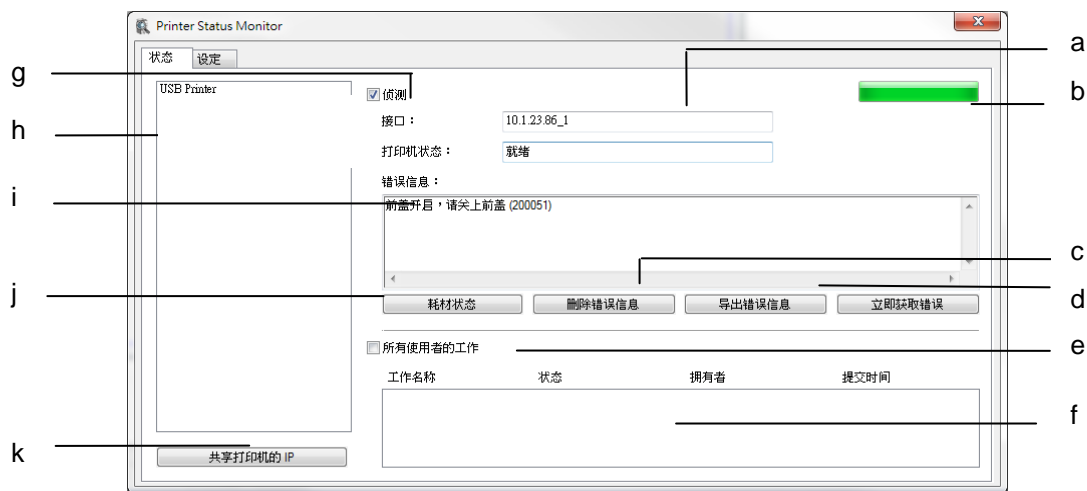 Printer Status Monitor
状态 设定
USB Printer
侦测
接口：
10.1.23.86_1
打印机状态：
就绪
错误信息：
前盖开启，请关上前盖 (200051)
耗材状态 删除错误信息 导出错误信息 立即获取错误
所有使用者的工作
工作名称 状态 拥有者 提交时间
共享打印机的 IP
g
h
i
j
k
a
b
c
d
e
f